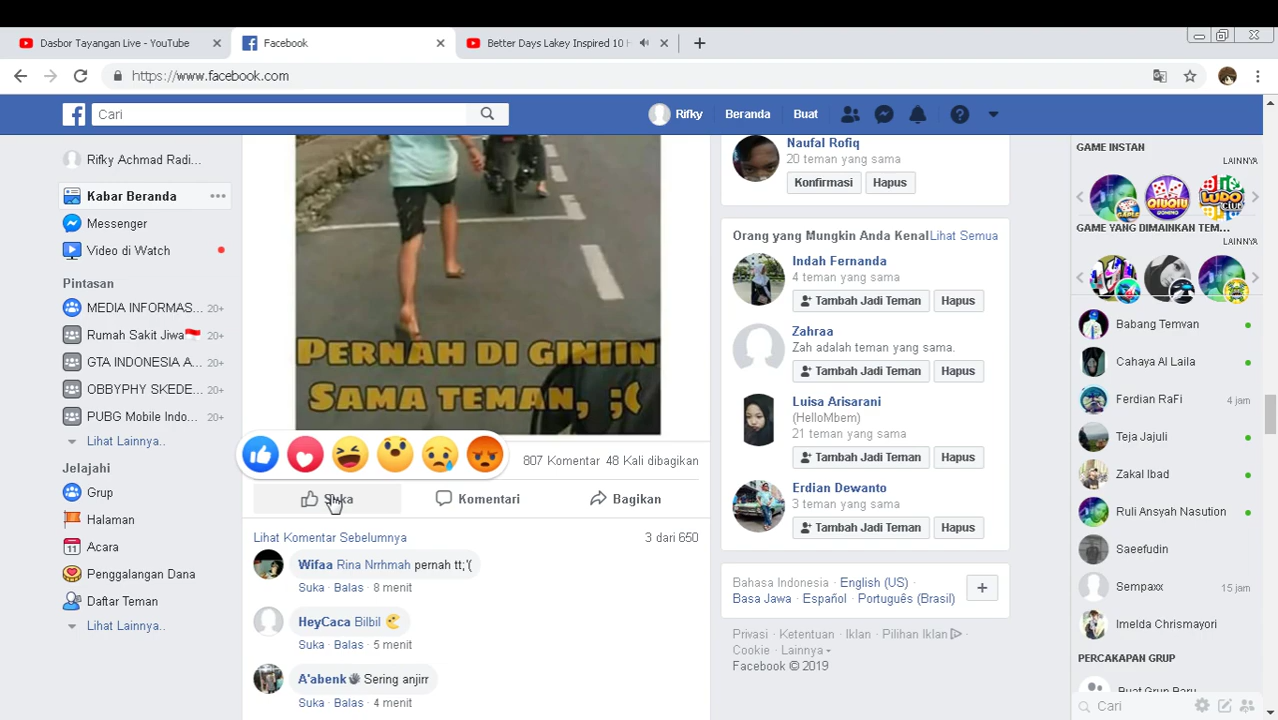 Dasbor Tayangan Live - YouTube
Facebook
Better Days Lakey Inspired 10 H
https://www.facebook.com
Cari
Rifky
Beranda
Buat
Rifky Achmad Radi...
Kabar Beranda
Messenger
Video di Watch
Pintasan
MEDIA INFORMAS... 20+
Rumah Sakit Jiwa 20+
GTA INDONESIA A... 20+
OBBYPHY SKEDE... 20+
PUBG Mobile Indo... 20+
Lihat Lainnya..
Jelajahi
Grup
Halaman
Acara
Penggalangan Dana
Daftar Teman
Lihat Lainnya..
PERNAH DI GINIIN
SAMA TEMAN, ;(
807 Komentar 48 Kali dibagikan
Suka
Komentari
Bagikan
Lihat Komentar Sebelumnya
3 dari 650
Wifaa Rina Nrrhmah pernah tt;'(
Suka · Balas · 8 menit
HeyCaca Bilbil
Suka · Balas · 5 menit
A'abenk Sering anjirr
Suka · Balas · 4 menit
Naufal Rofiq
20 teman yang sama
Konfirmasi
Hapus
Orang yang Mungkin Anda Kenal
Lihat Semua
Indah Fernanda
4 teman yang sama
Tambah Jadi Teman
Hapus
Zahraa
Zah adalah teman yang sama.
Tambah Jadi Teman
Hapus
Luisa Arisarani
(HelloMbem)
21 teman yang sama
Tambah Jadi Teman
Hapus
Erdian Dewanto
3 teman yang sama
Tambah Jadi Teman
Hapus
Bahasa Indonesia · English (US) ·
Basa Jawa · Español · Português (Brasil)
Privasi · Ketentuan · Iklan · Pilihan Iklan
Cookie · Lainnya
Facebook © 2019
GAME INSTAN
LAINNYA
QIUQIU
LUDO
CLUB
GAME YANG DIMAINKAN TEM...
LAINNYA
Babang Temvan
Cahaya Al Laila
Ferdian RaFi 4 jam
Teja Jajuli
Zakal Ibad
Ruli Ansyah Nasution
Saeefudin
Sempaxx 15 jam
Imelda Chrismayori
PERCAKAPAN GRUP
Buat Grup Baru
Cari